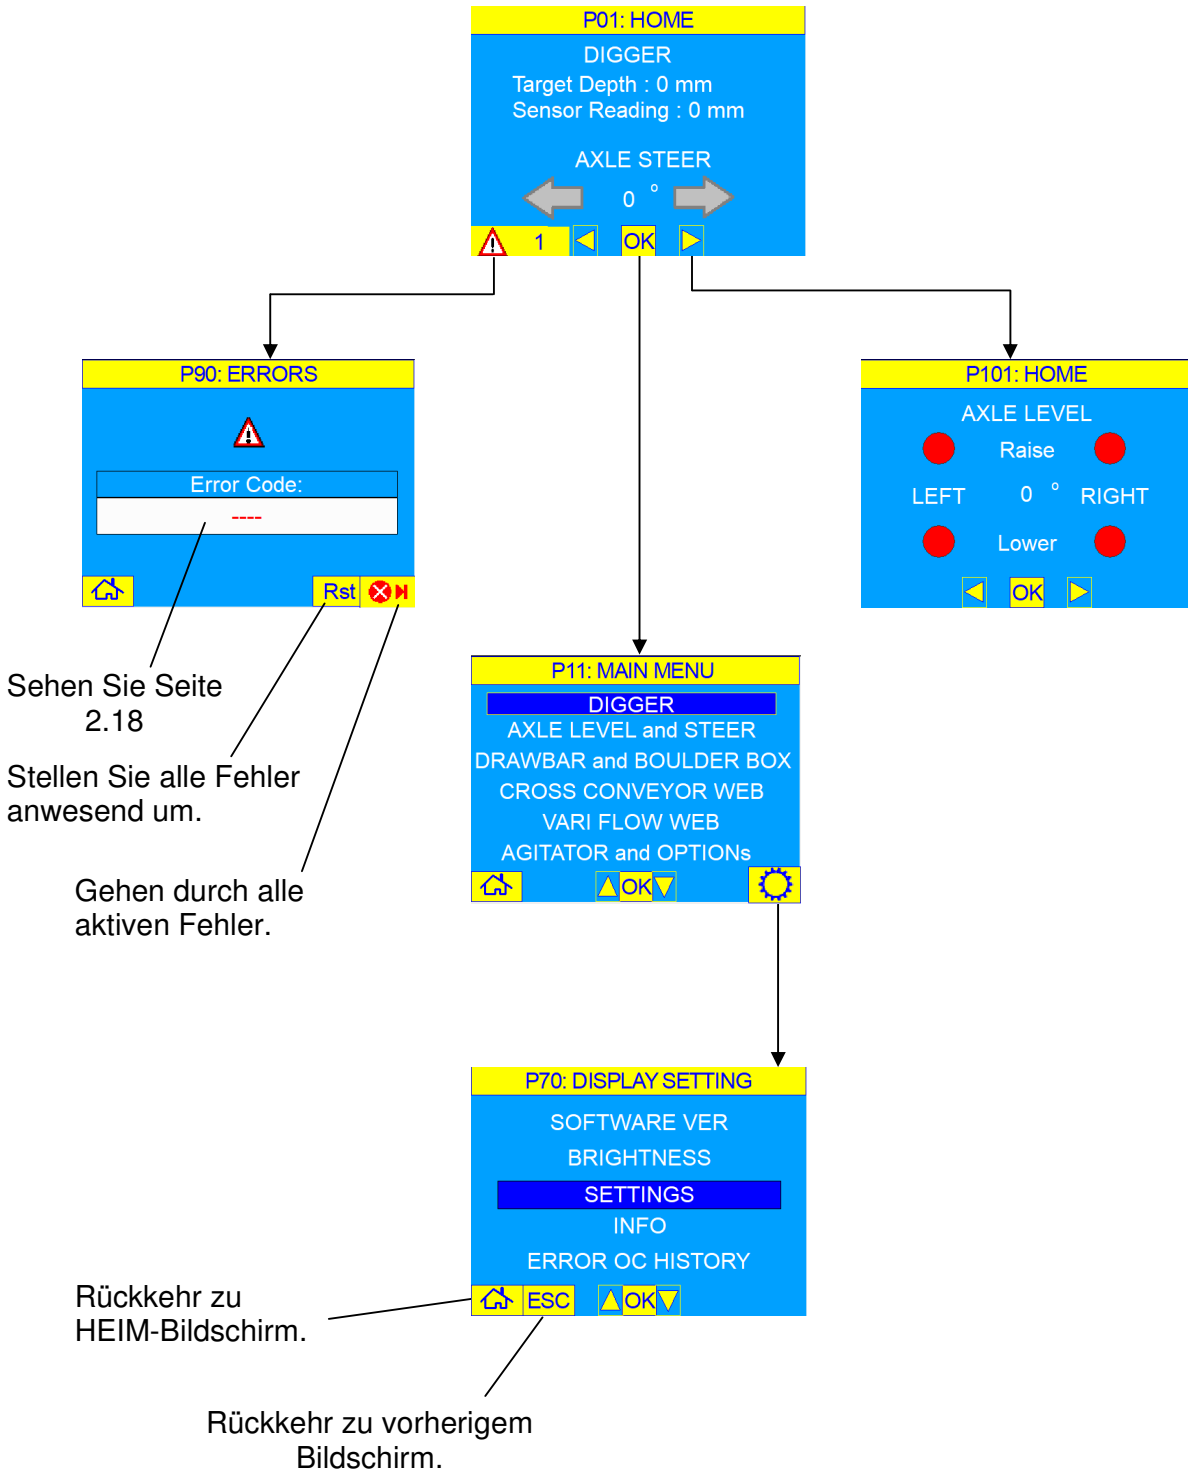 P01: HOME
DIGGER
Target Depth : 0 mm
Sensor Reading : 0 mm
AXLE STEER
0 °
1 OK
P90: ERRORS
Error Code:
----
Rst
P101: HOME
AXLE LEVEL
Raise
LEFT 0 ° RIGHT
Lower
OK
Sehen Sie Seite
2.18
Stellen Sie alle Fehler
anwesend um.
Gehen durch alle
aktiven Fehler.
P11: MAIN MENU
DIGGER
AXLE LEVEL and STEER
DRAWBAR and BOULDER BOX
CROSS CONVEYOR WEB
VARI FLOW WEB
AGITATOR and OPTIONs
OK
P70: DISPLAY SETTING
SOFTWARE VER
BRIGHTNESS
SETTINGS
INFO
ERROR OC HISTORY
ESC OK
Rückkehr zu
HEIM-Bildschirm.
Rückkehr zu vorherigem
Bildschirm.